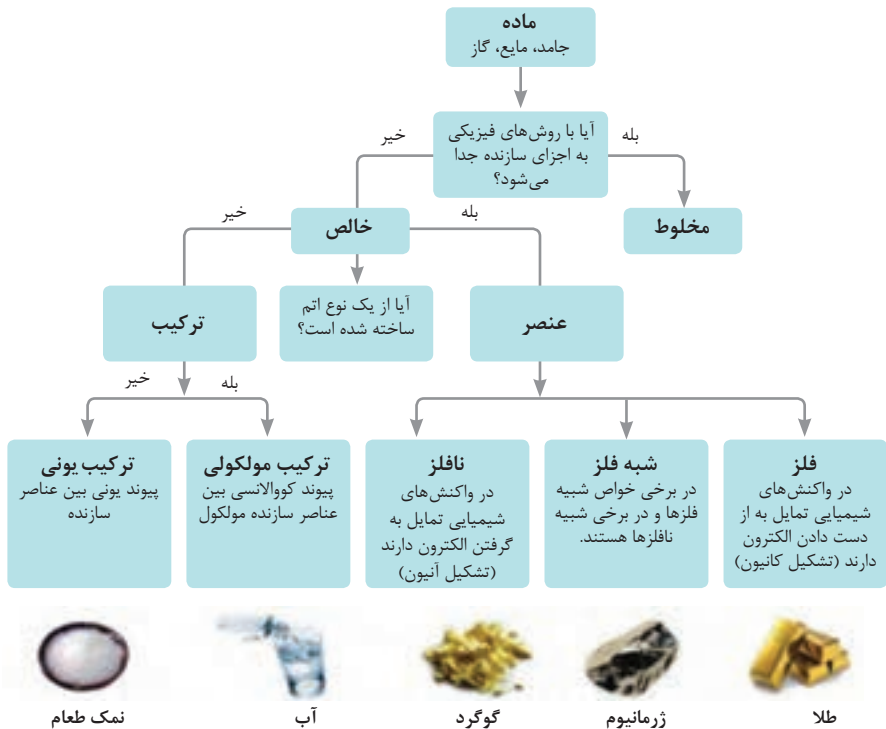 ماده
جامد، مایع، گاز
آیا با روش‌های فیزیکی
به اجزای سازنده جدا
می‌شود؟
بله
خیر
مخلوط
خالص
بله
خیر
آیا از یک نوع اتم
ساخته شده است؟
عنصر
ترکیب
بله
خیر
فلز
در واکنش‌های
شیمیایی تمایل به از
دست دادن الکترون
دارند (تشکیل کاتیون)
شبه فلز
در برخی خواص شبیه
فلزها و در برخی شبیه
نافلزها هستند.
نافلز
در واکنش‌های
شیمیایی تمایل به
گرفتن الکترون دارند
(تشکیل آنیون)
ترکیب مولکولی
پیوند کووالانسی بین
عناصر سازنده مولکول
ترکیب یونی
پیوند یونی بین عناصر
سازنده
طلا
ژرمانیوم
گوگرد
آب
نمک طعام